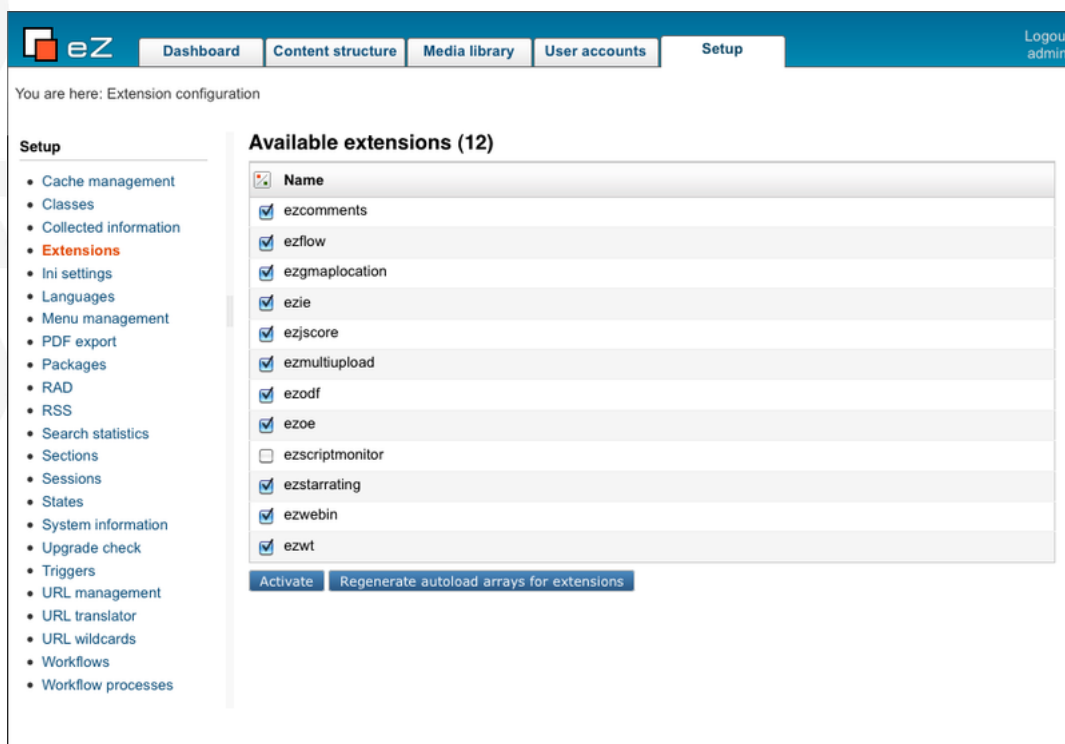 eZ
Dashboard
Content structure
Media library
User accounts
Setup
Logou
admin
You are here: Extension configuration
Setup
Cache management
Classes
Collected information
Extensions
Ini settings
Languages
Menu management
PDF export
Packages
RAD
RSS
Search statistics
Sections
Sessions
States
System information
Upgrade check
Triggers
URL management
URL translator
URL wildcards
Workflows
Workflow processes
Available extensions (12)
Name
ezcomments
ezflow
ezgmaplocation
ezie
ezjscore
ezmultiupload
ezodf
ezoe
ezscriptmonitor
ezstarrating
ezwebin
ezwt
Activate
Regenerate autoload arrays for extensions